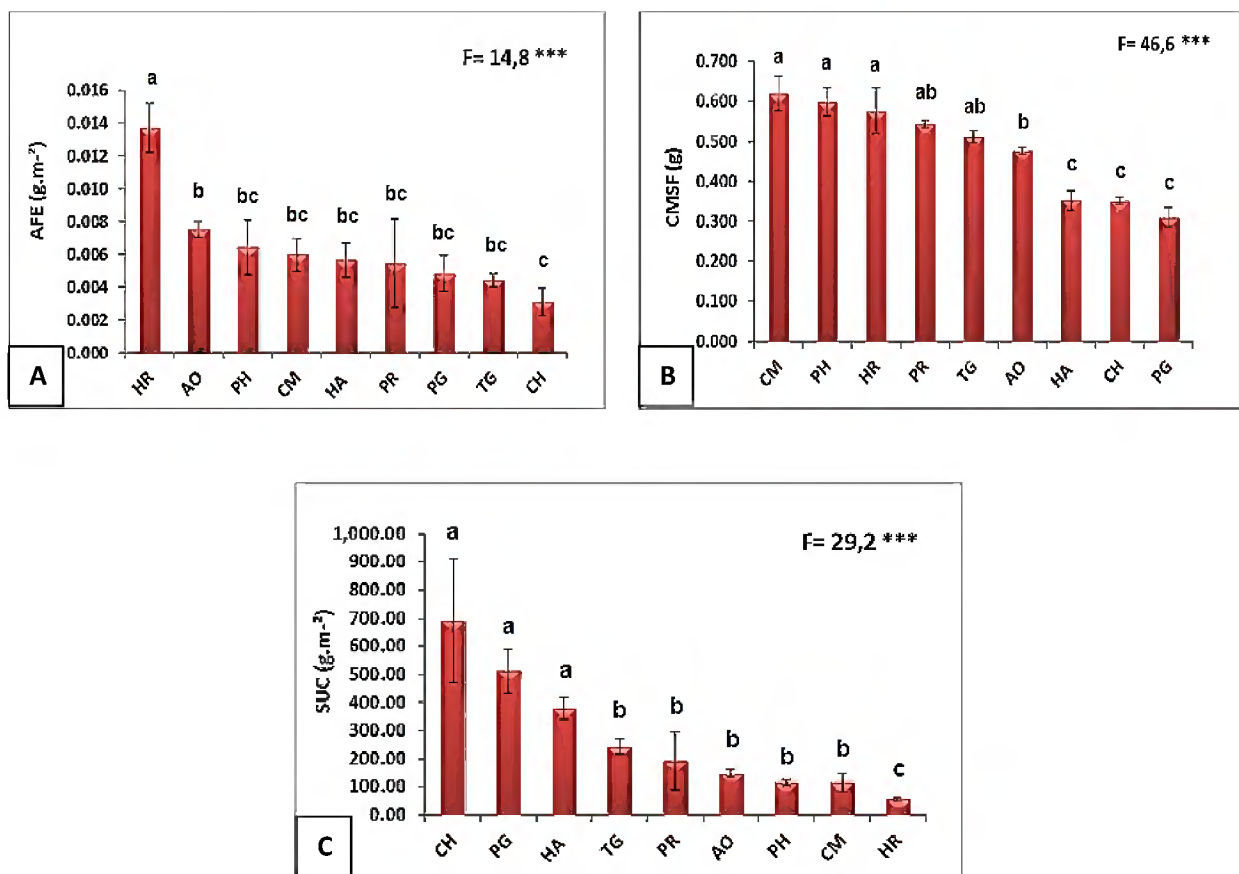 F= 14,8 ***
AFE (g.m-²)
0.016
0.014
0.012
0.010
0.008
0.006
0.004
0.002
0.000
a
b
bc
bc
bc
bc
bc
bc
c
HR AO PH CM HA PR PG TG CH
A
F= 46,6 ***
CMSF (g)
0.700
0.600
0.500
0.400
0.300
0.200
0.100
0.000
a a a ab ab b c c c
CM PH HR PR TG AO HA CH PG
B
F= 29,2 ***
SUC (g.m-²)
1,000.00
900.00
800.00
700.00
600.00
500.00
400.00
300.00
200.00
100.00
0.00
a
a
a
b
b
b
b
b
c
CH PG HA TG PR AO PH CM HR
C